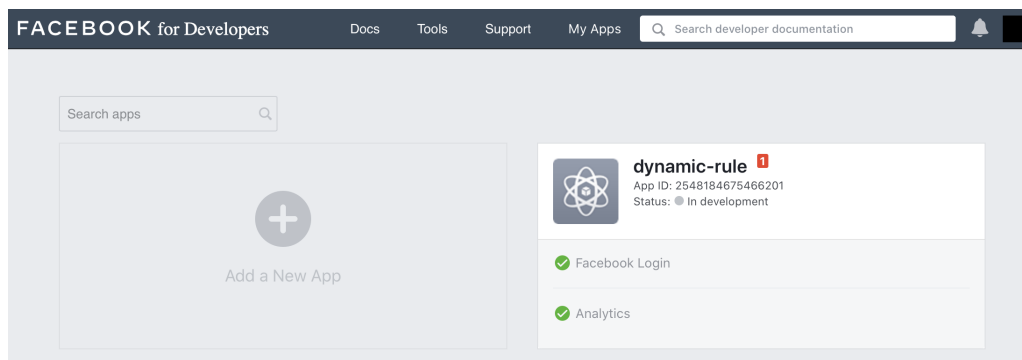 FACEBOOK for Developers
Docs
Tools
Support
My Apps
Search developer documentation
Search apps
Add a New App
dynamic-rule 1
App ID: 2548184675466201
Status: In development
Facebook Login
Analytics